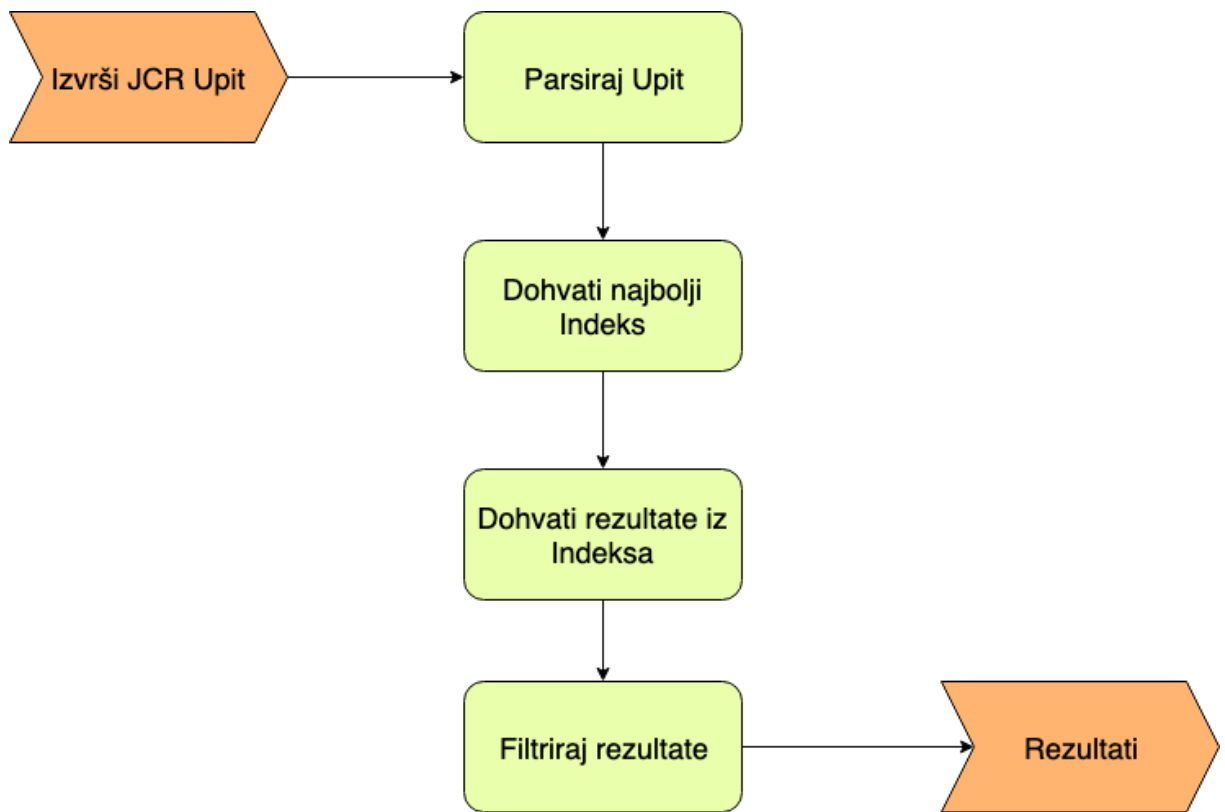 Izvrši JCR Upit
Parsiraj Upit
Dohvati najbolji
Indeks
Dohvati rezultate iz
Indeksa
Filtriraj rezultate
Rezultati